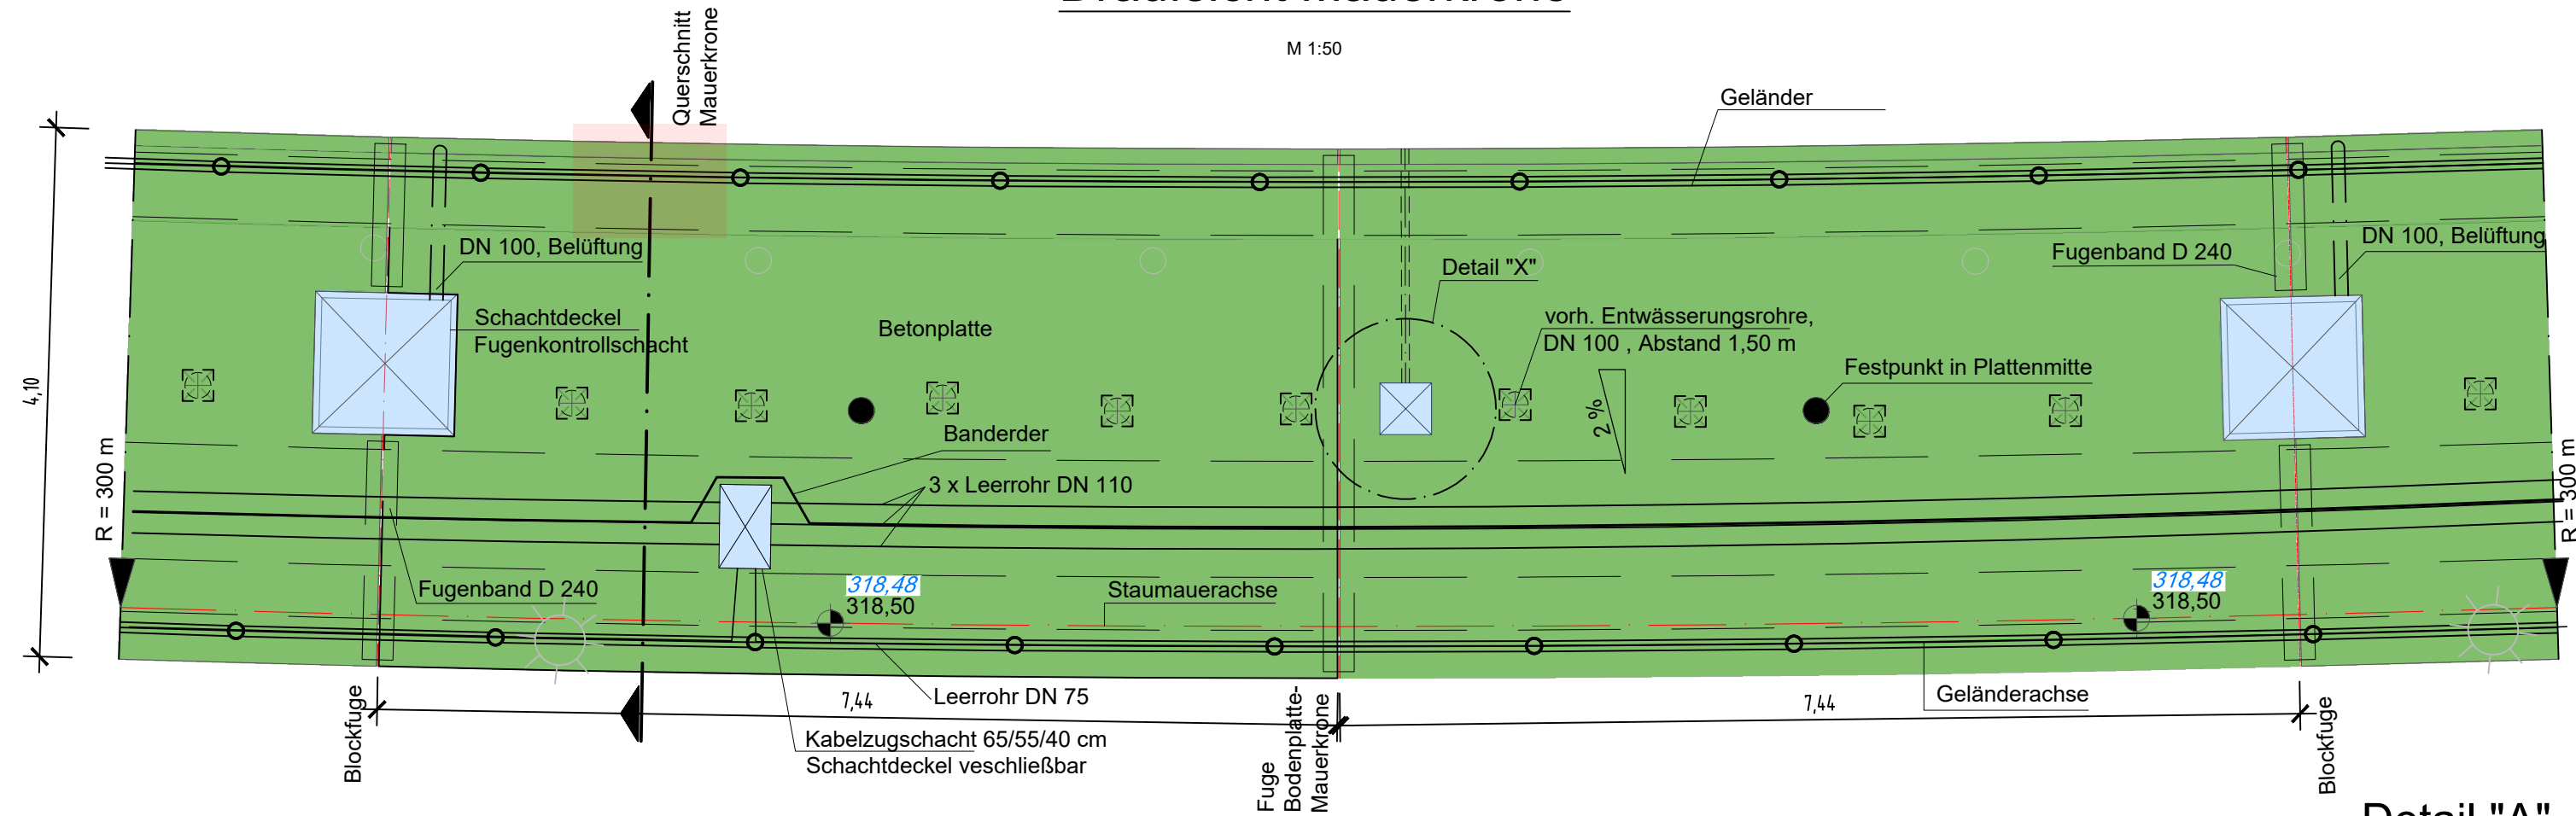 M 1:50
Querschnitt
Mauerkrone
Geländer
DN 100, Belüftung
Schachtdeckel
Fugenkontrollschacht
Betonplatte
Detail "X"
vorh. Entwässerungsrohre,
DN 100 , Abstand 1,50 m
Fugenband D 240
DN 100, Belüftung
Festpunkt in Plattenmitte
2 %
4,10
R = 300 m
Banderder
3 x Leerrohr DN 110
R = 300 m
Fugenband D 240
318,48
318,50
Staumauerachse
318,48
318,50
7,44
Leerrohr DN 75
7,44
Geländerachse
Blockfuge
Kabelzugschacht 65/55/40 cm
Schachtdeckel veschließbar
Fuge
Bodenplatte-
Mauerkrone
Blockfuge
Detail "A"